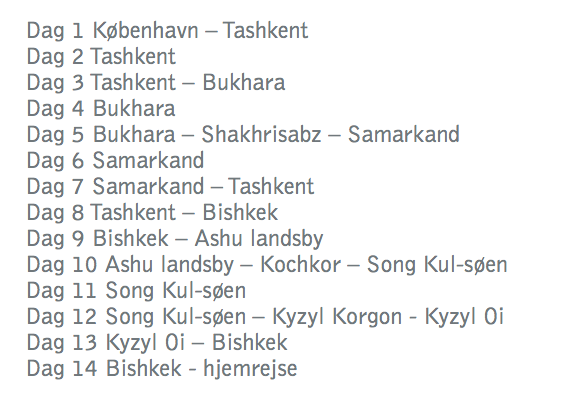 Dag 1 København – Tashkent
Dag 2 Tashkent
Dag 3 Tashkent – Bukhara
Dag 4 Bukhara
Dag 5 Bukhara – Shakhrisabz – Samarkand
Dag 6 Samarkand
Dag 7 Samarkand – Tashkent
Dag 8 Tashkent – Bishkek
Dag 9 Bishkek – Ashu landsby
Dag 10 Ashu landsby – Kochkor – Song Kul-søen
Dag 11 Song Kul-søen
Dag 12 Song Kul-søen – Kyzyl Korgon - Kyzyl Oi
Dag 13 Kyzyl Oi – Bishkek
Dag 14 Bishkek - hjemrejse